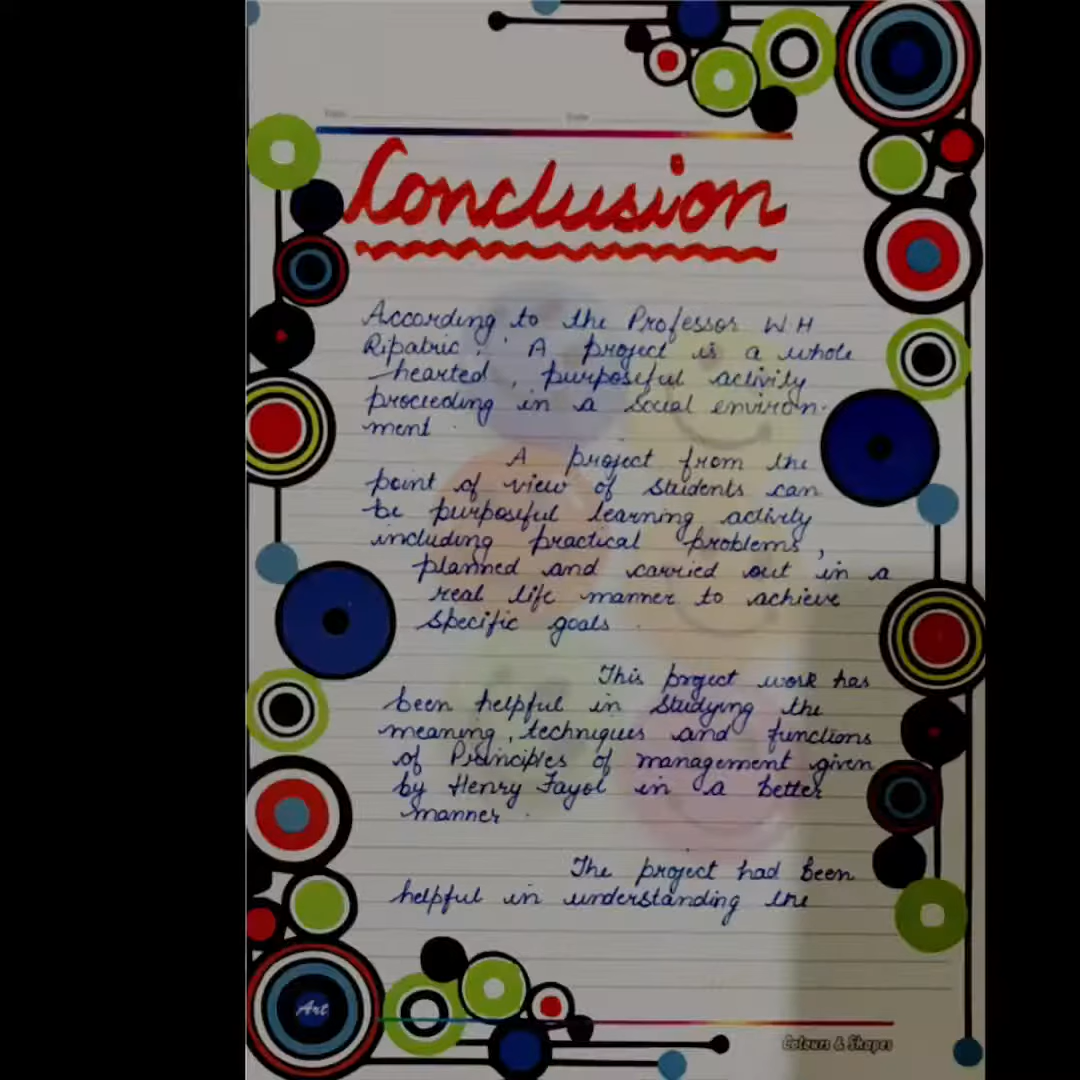 Conclusion
According to the Professor W.H
Ripatric, ' A project is a whole
hearted, purposeful activity
proceeding in a social environ-
ment.
A project from the
point of view of students can
be purposeful learning activity
including practical problems,
planned and carried out in a
real life manner to achieve
specific goals.
This project work has
been helpful in studying the
meaning, techniques and functions
of Principles of management given
by Henry Fayol in a better
manner.
The project had been
helpful in understanding the
Art
Colours & Shapes